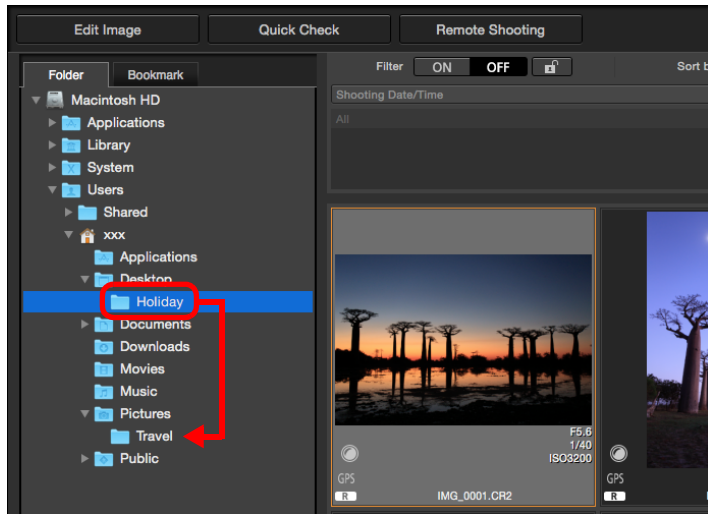 Edit Image
Quick Check
Remote Shooting
Folder
Bookmark
Filter
ON
OFF
Sort b
Macintosh HD
Applications
Library
System
Users
Shared
xxx
Applications
Desktop
Holiday
Documents
Downloads
Movies
Music
Pictures
Travel
Public
Shooting Date/Time
All
F5.6
1/40
ISO3200
GPS
R
IMG_0001.CR2
GPS
R